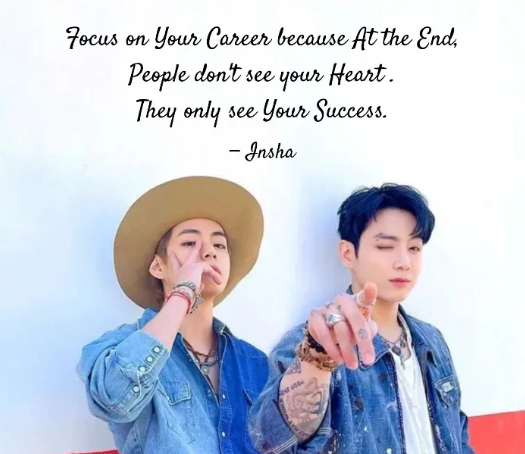 Focus on Your Career because At the End,
People don't see your Heart.
They only see Your Success.
– Insha